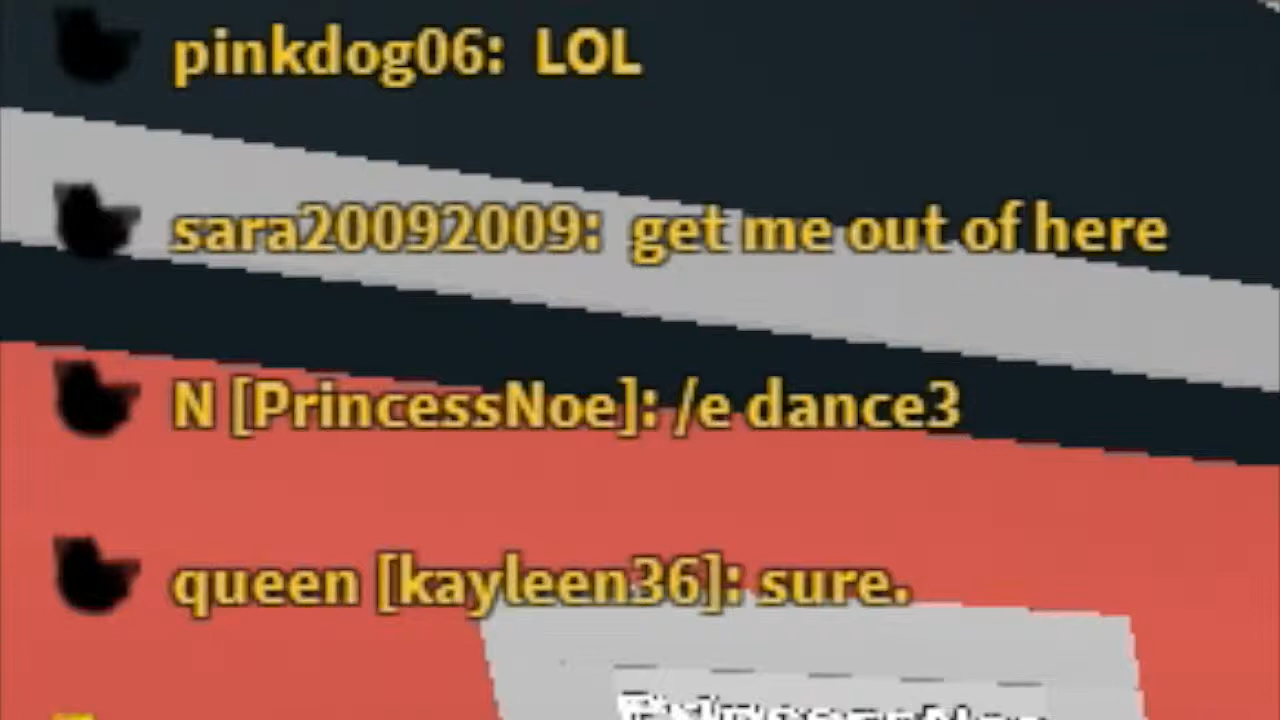 pinkdog06: LOL
sara20092009: get me out of here
N [PrincessNoe]: /e dance3
queen [kayleen36]: sure.